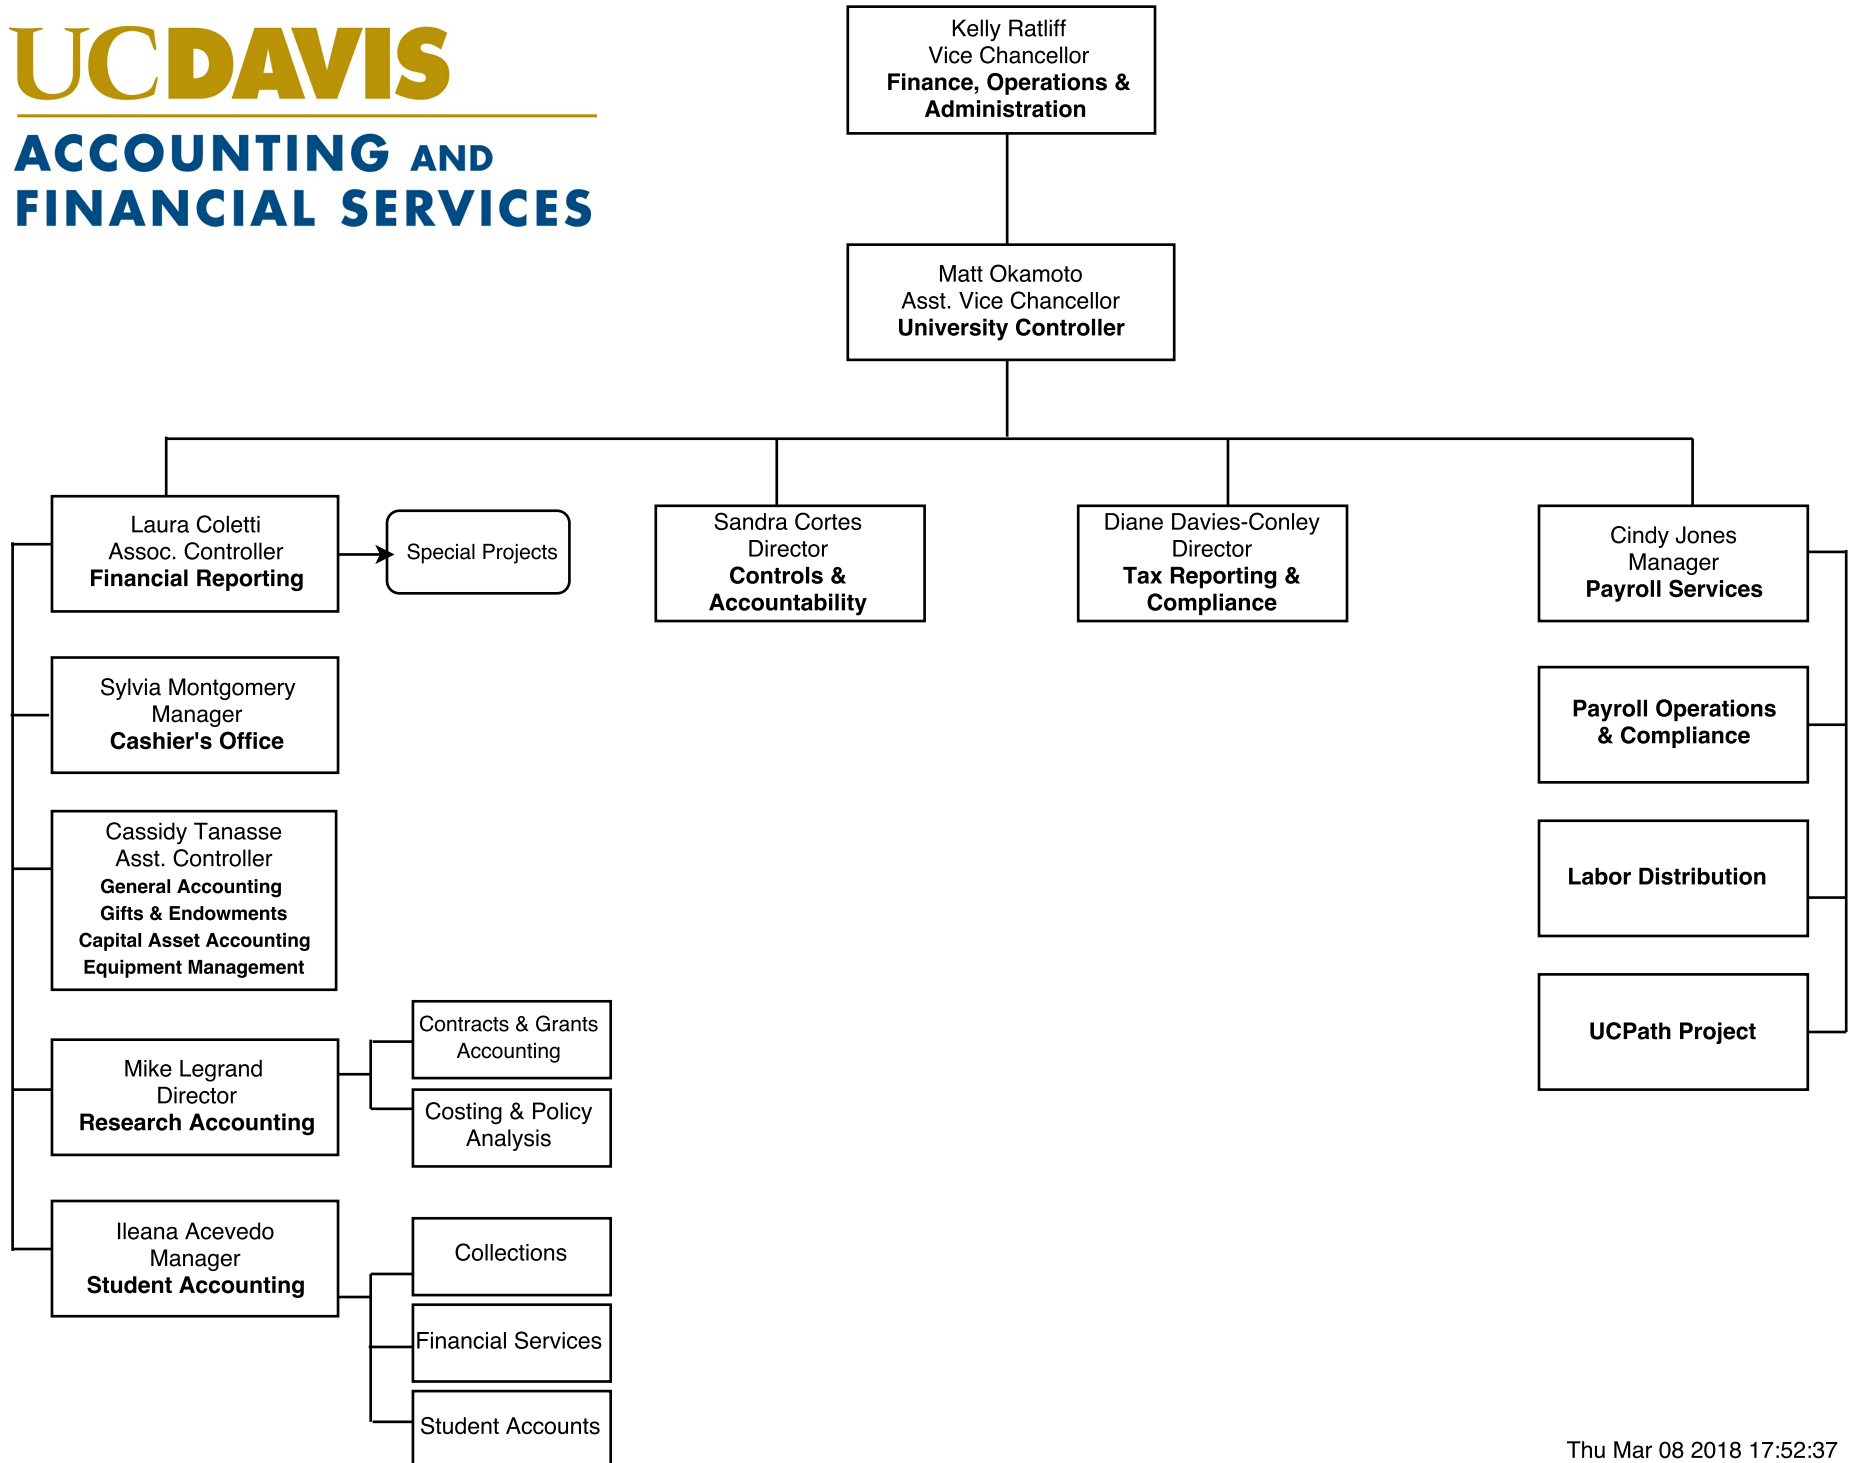 UCDAVIS
ACCOUNTING AND
FINANCIAL SERVICES
Kelly Ratliff
Vice Chancellor
Finance, Operations &
Administration
Matt Okamoto
Asst. Vice Chancellor
University Controller
Laura Coletti
Assoc. Controller
Financial Reporting
Special Projects
Sandra Cortes
Director
Controls &
Accountability
Diane Davies-Conley
Director
Tax Reporting &
Compliance
Cindy Jones
Manager
Payroll Services
Sylvia Montgomery
Manager
Cashier's Office
Payroll Operations
& Compliance
Cassidy Tanasse
Asst. Controller
General Accounting
Gifts & Endowments
Capital Asset Accounting
Equipment Management
Labor Distribution
Mike Legrand
Director
Research Accounting
Contracts & Grants
Accounting
Costing & Policy
Analysis
UCPath Project
Ileana Acevedo
Manager
Student Accounting
Collections
Financial Services
Student Accounts
Thu Mar 08 2018 17:52:37